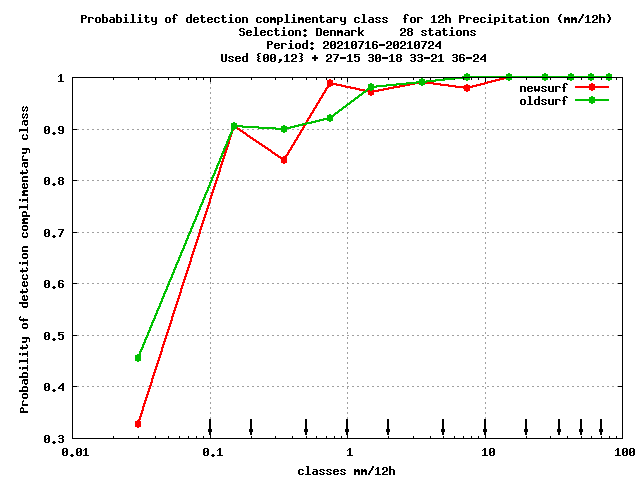 Probability of detection complimentary class  for 12h Precipitation (mm/12h)
Selection: Denmark     28 stations
Period: 20210716-20210724
Used {00,12} + 27-15 30-18 33-21 36-24
newsurf
oldsurf
Probability of detection complimentary class
1
0.9
0.8
0.7
0.6
0.5
0.4
0.3
0.01
0.1
1
10
100
classes mm/12h